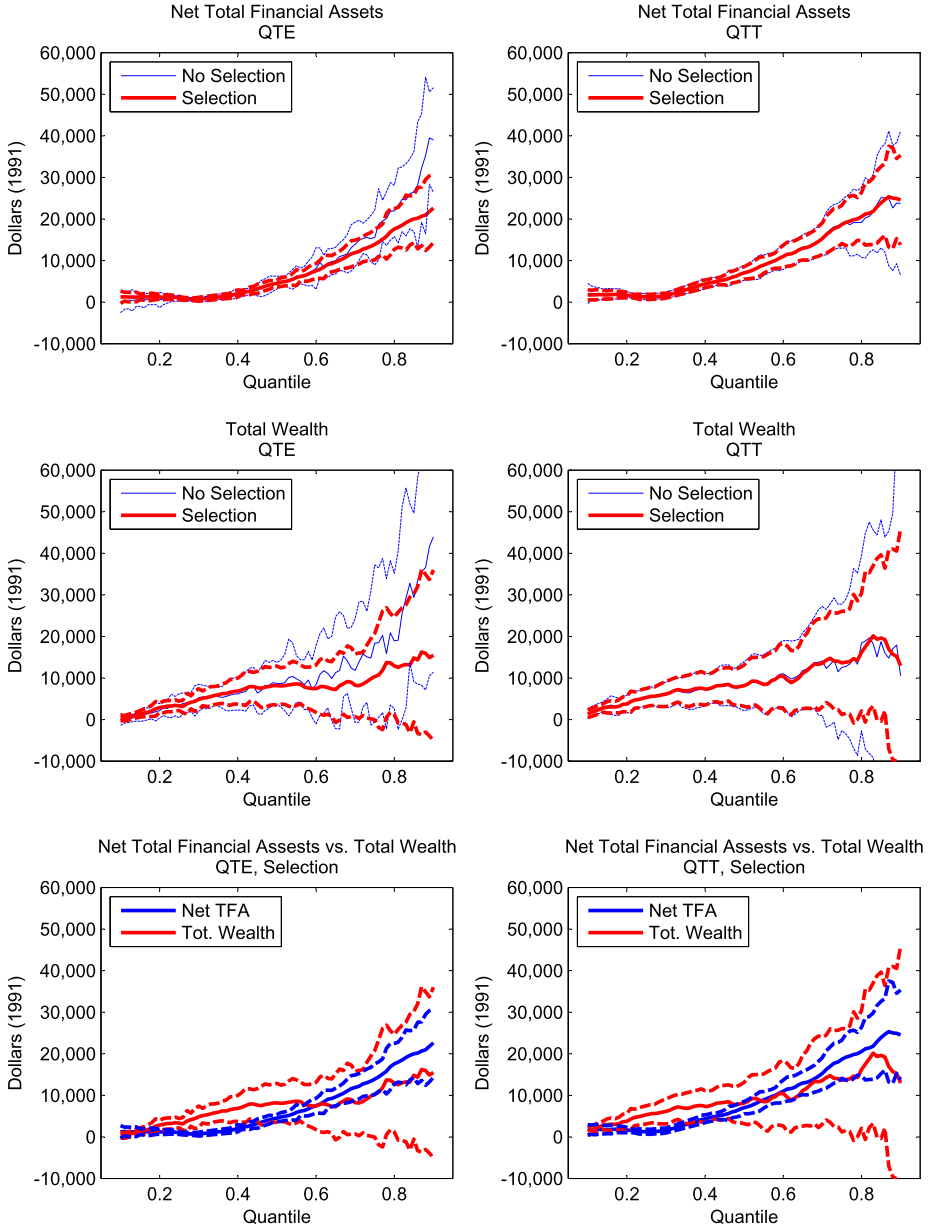 Net Total Financial Assets
QTE
60,000
50,000
40,000
30,000
20,000
10,000
0
-10,000
Dollars (1991)
No Selection
Selection
0.2 0.4 0.6 0.8
Quantile
Net Total Financial Assets
QTT
60,000
50,000
40,000
30,000
20,000
10,000
0
-10,000
Dollars (1991)
No Selection
Selection
0.2 0.4 0.6 0.8
Quantile
Total Wealth
QTE
60,000
50,000
40,000
30,000
20,000
10,000
0
-10,000
Dollars (1991)
No Selection
Selection
0.2 0.4 0.6 0.8
Quantile
Total Wealth
QTT
60,000
50,000
40,000
30,000
20,000
10,000
0
-10,000
Dollars (1991)
No Selection
Selection
0.2 0.4 0.6 0.8
Quantile
Net Total Financial Assests vs. Total Wealth
QTE, Selection
60,000
50,000
40,000
30,000
20,000
10,000
0
-10,000
Dollars (1991)
Net TFA
Tot. Wealth
0.2 0.4 0.6 0.8
Quantile
Net Total Financial Assests vs. Total Wealth
QTT, Selection
60,000
50,000
40,000
30,000
20,000
10,000
0
-10,000
Dollars (1991)
Net TFA
Tot. Wealth
0.2 0.4 0.6 0.8
Quantile